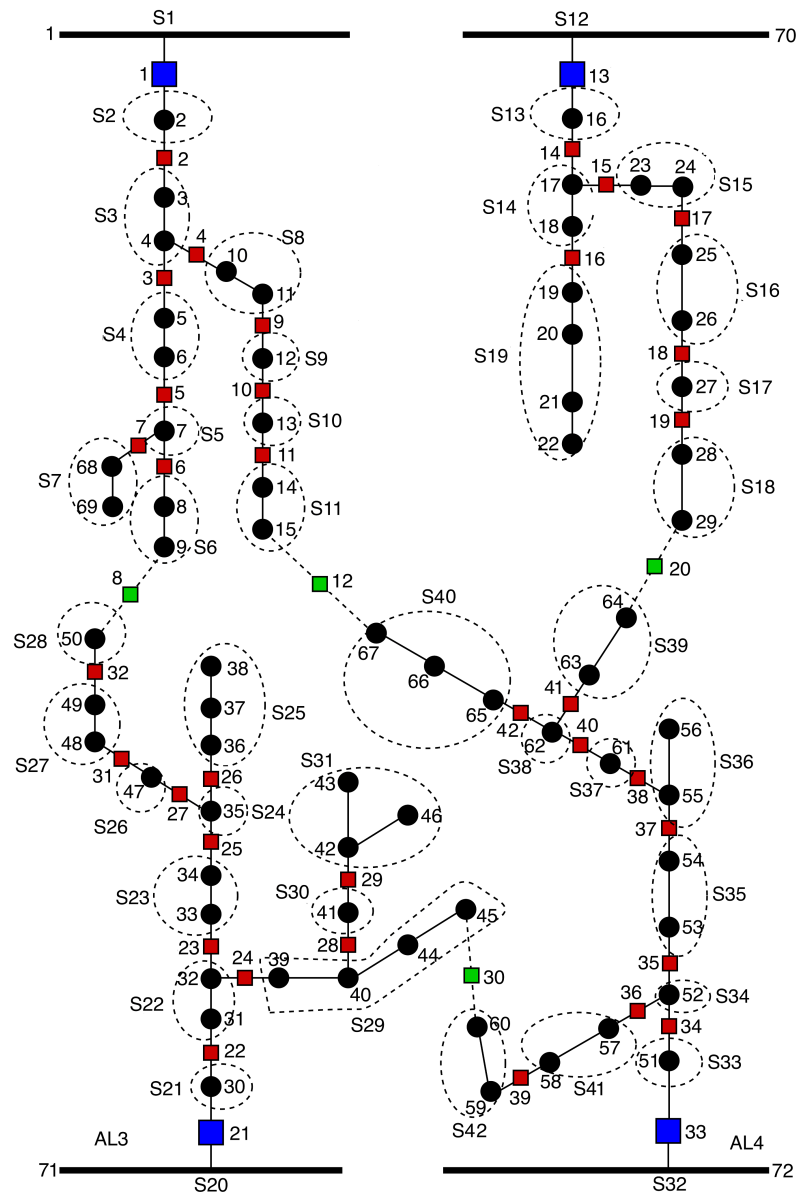 S1 S12
1 70
1 13
S2 2 S13 16
2 14 15 23 24
S3 3 17 S15
4 4 S8 S14 18 17
10
3 11 16 25
S4 5 9 19 S16
6 S9 12 20 26
S19 18
5 10 27 S17
7 7 S5 13 S10 21 19
68 6 11 22 28
S7 14
69 8 S11 S18
9 S6 15 29
8 12 20
S40 64
50 S28 67 S39
32 38 66 63
49 S25 65 41
48 37 42 62 40 56
S27 36 S38 61 S36
31 26 S31 S37 38 55
47 27 43
S26 35 S24 46 37
25 42 54
34 29 S35
S23 33 S30 41 45 53
23 24 39 28 44 35
32 40 30 36 52 S34
S22 31 S29 60 57 34
22 58 51 S33
S21 30 59 39 S41
S42
AL3 21 33 AL4
71 72
S20 S32